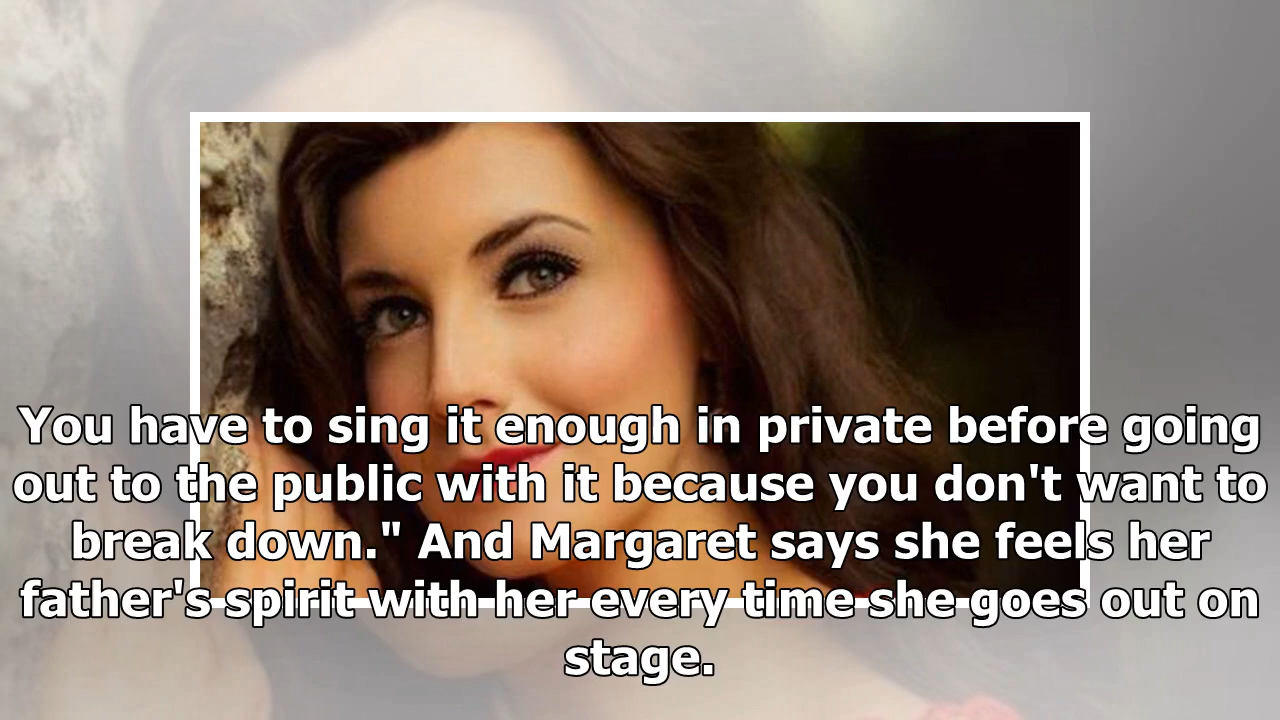 You have to sing it enough in private before going
out to the public with it because you don't want to
break down." And Margaret says she feels her
father's spirit with her every time she goes out on
stage.